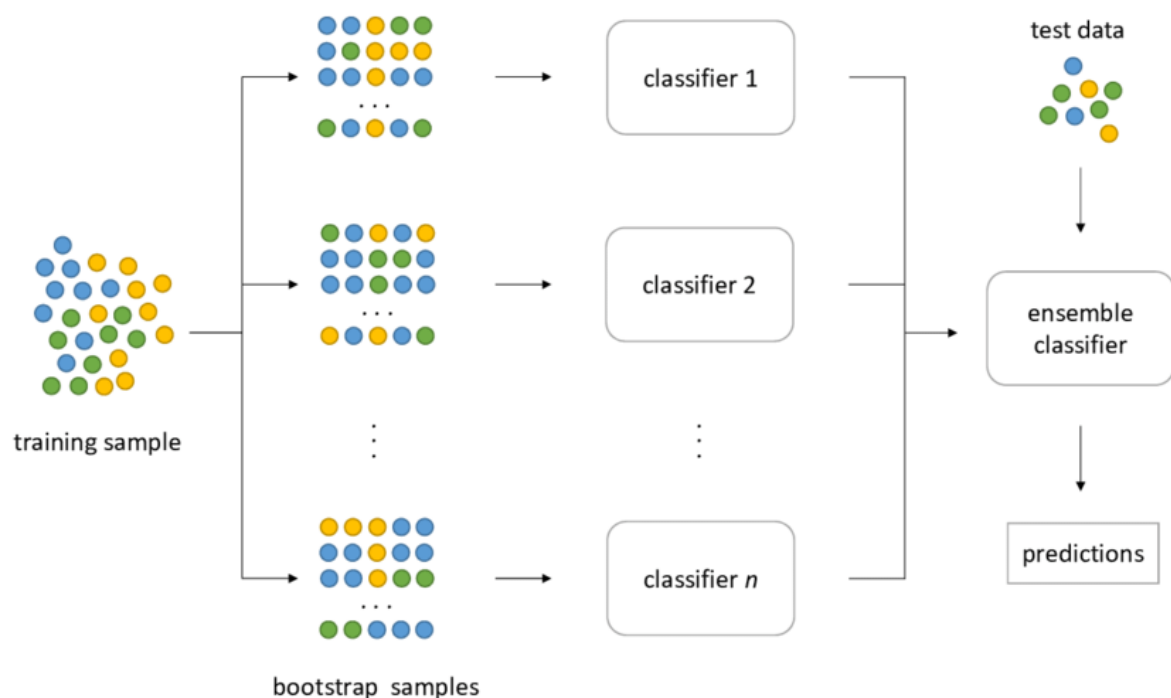 test data
classifier 1
. . .
classifier 2
. . .
ensemble
classifier
training sample
classifier n
predictions
. . .
bootstrap samples